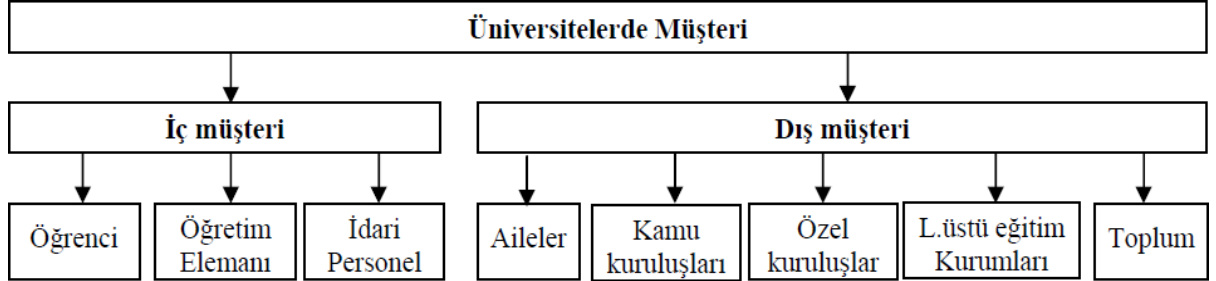 Üniversitelerde Müşteri
İç müşteri
Dış müşteri
Öğrenci
Öğretim
Elemanı
İdari
Personel
Aileler
Kamu
kuruluşları
Özel
kuruluşlar
L.üstü eğitim
Kurumları
Toplum